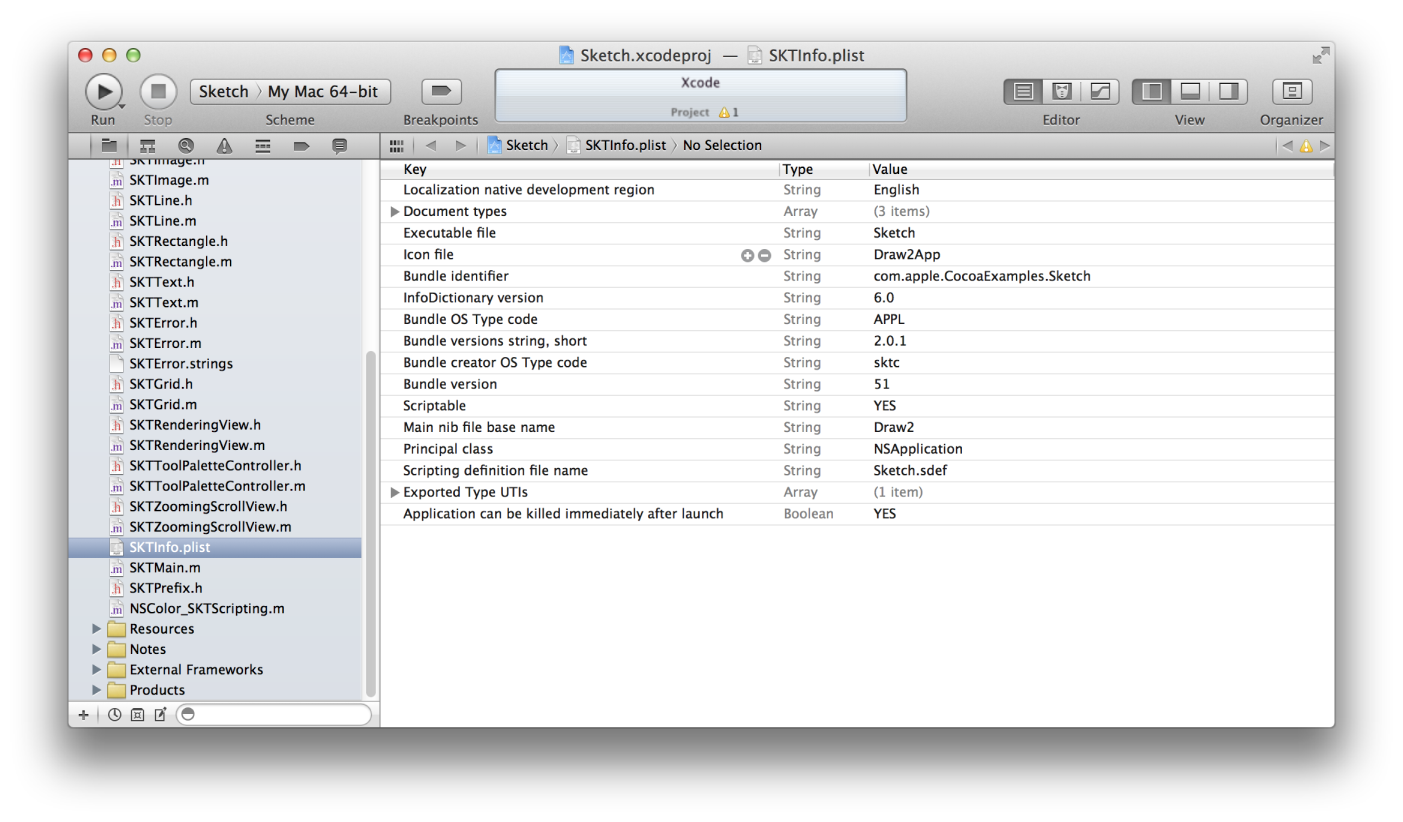 Sketch.xcodeproj — SKTInfo.plist
Sketch 〉 My Mac 64-bit
Xcode
Project 1
Run Stop Scheme Breakpoints Editor View Organizer
Sketch 〉 SKTInfo.plist 〉 No Selection
SKTImage.h
SKTImage.m
SKTLine.h
SKTLine.m
SKTRectangle.h
SKTRectangle.m
SKTText.h
SKTText.m
SKTError.h
SKTError.m
SKTError.strings
SKTGrid.h
SKTGrid.m
SKTRenderingView.h
SKTRenderingView.m
SKTToolPaletteController.h
SKTToolPaletteController.m
SKTZoomingScrollView.h
SKTZoomingScrollView.m
SKTInfo.plist
SKTMain.m
SKTPrefix.h
NSColor_SKTScripting.m
Resources
Notes
External Frameworks
Products
Key Type Value
Localization native development region String English
Document types Array (3 items)
Executable file String Sketch
Icon file String Draw2App
Bundle identifier String com.apple.CocoaExamples.Sketch
InfoDictionary version String 6.0
Bundle OS Type code String APPL
Bundle versions string, short String 2.0.1
Bundle creator OS Type code String sktc
Bundle version String 51
Scriptable String YES
Main nib file base name String Draw2
Principal class String NSApplication
Scripting definition file name String Sketch.sdef
Exported Type UTIs Array (1 item)
Application can be killed immediately after launch Boolean YES